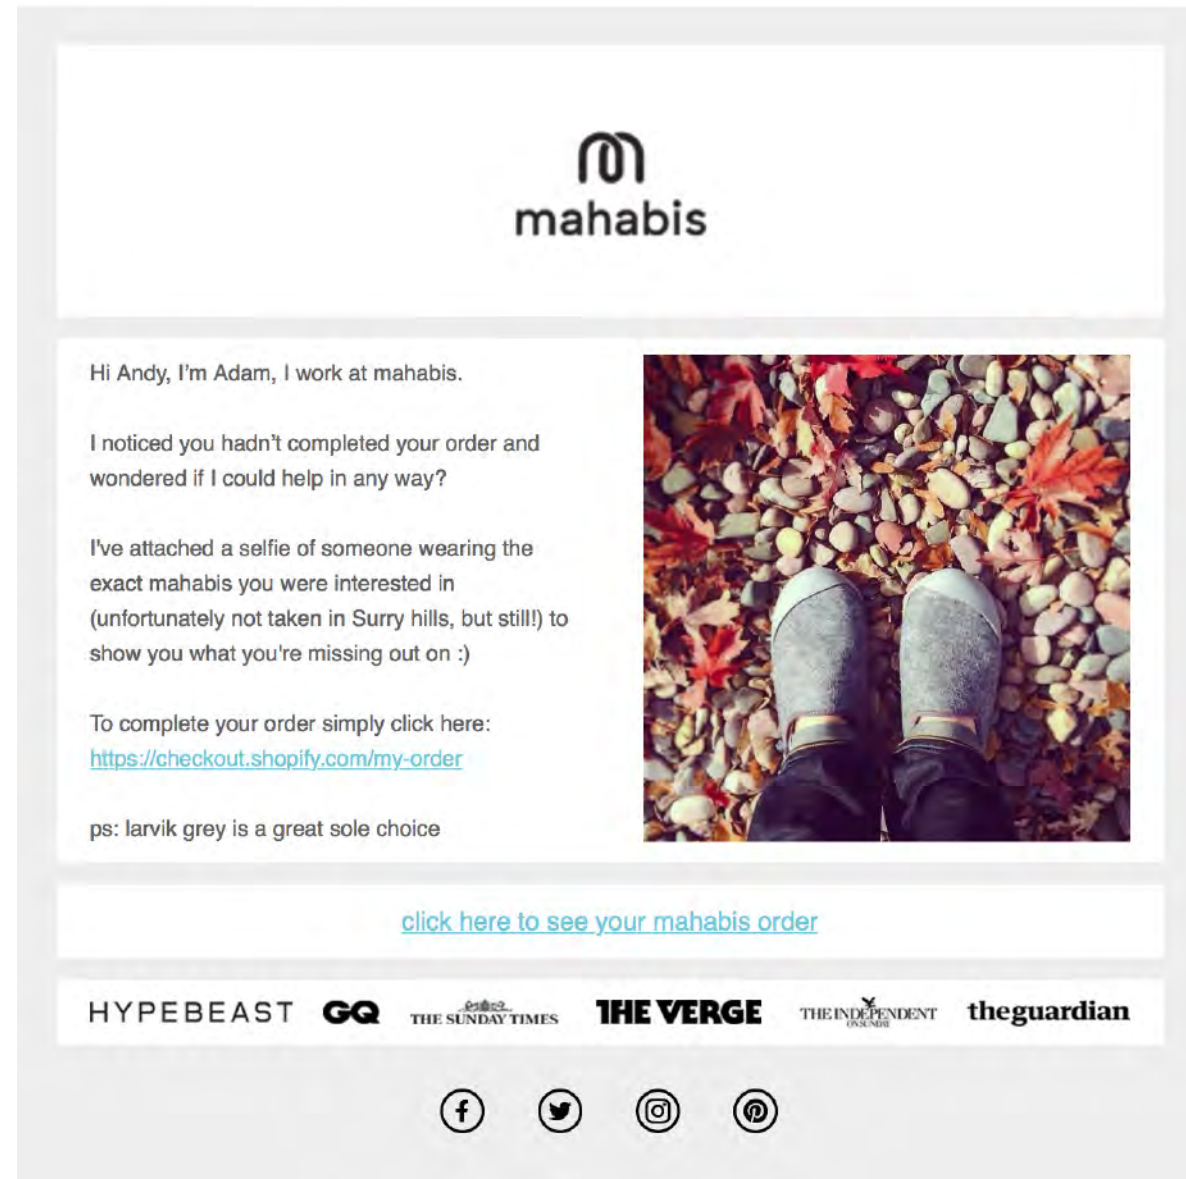 mahabis
Hi Andy, I'm Adam, I work at mahabis.
I noticed you hadn't completed your order and
wondered if I could help in any way?
I've attached a selfie of someone wearing the
exact mahabis you were interested in
(unfortunately not taken in Surry hills, but still!) to
show you what you're missing out on :)
To complete your order simply click here:
https://checkout.shopify.com/my-order
ps: larvik grey is a great sole choice
click here to see your mahabis order
HYPEBEAST GQ THE SUNDAY TIMES THE VERGE THE INDEPENDENT ON SUNDAY theguardian